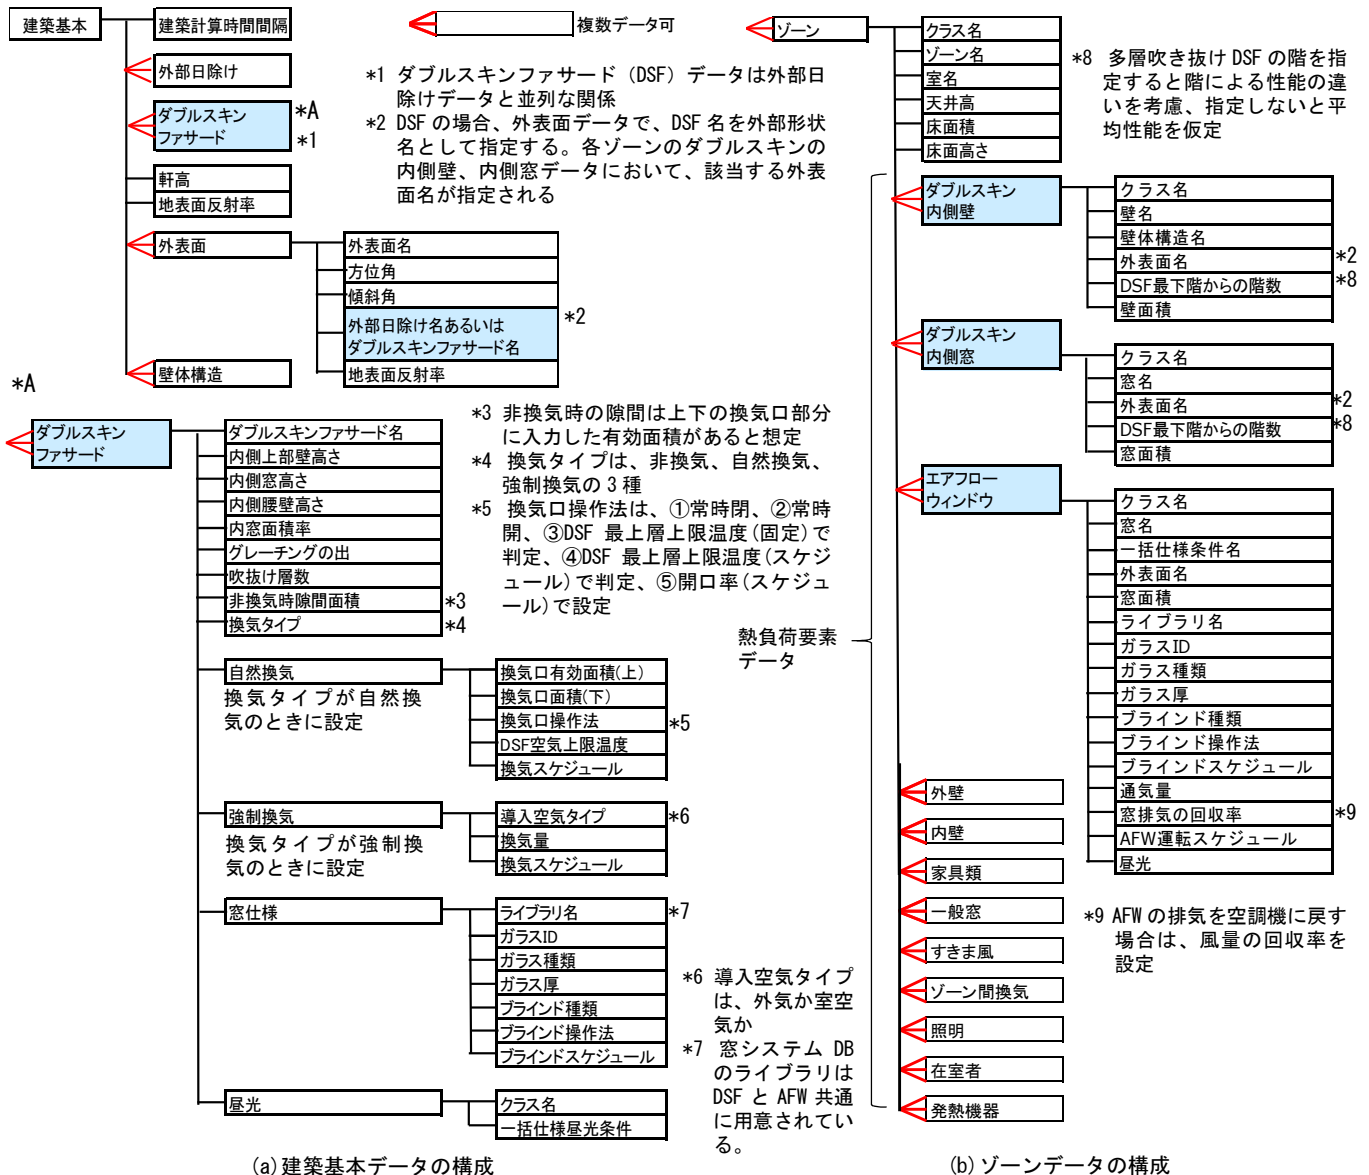 建築基本
建築計算時間間隔
外部日除け
ダブルスキン
ファサード
*A
*1
軒高
地表面反射率
外表面
外表面名
方位角
傾斜角
外部日除け名あるいは
ダブルスキンファサード名
*2
地表面反射率
壁体構造
複数データ可
*1 ダブルスキンファサード（DSF）データは外部日
除けデータと並列な関係
*2 DSFの場合、外表面データで、DSF名を外部形状
名として指定する。各ゾーンのダブルスキンの
内側壁、内側窓データにおいて、該当する外表
面名が指定される
*A
ダブルスキン
ファサード
ダブルスキンファサード名
内側上部壁高さ
内側窓高さ
内側腰壁高さ
内窓面積率
グレーチングの出
吹抜け層数
非換気時隙間面積
*3
換気タイプ
*4
*3 非換気時の隙間は上下の換気口部分
に入力した有効面積があると想定
*4 換気タイプは、非換気、自然換気、
強制換気の3種
*5 換気口操作法は、①常時閉、②常時
開、③DSF 最上層上限温度(固定)で
判定、④DSF 最上層上限温度(スケジ
ュール)で判定、⑤開口率(スケジュ
ール)で設定
自然換気
換気タイプが自然換
気のときに設定
換気口有効面積(上)
換気口面積(下)
換気口操作法
*5
DSF空気上限温度
換気スケジュール
強制換気
換気タイプが強制換
気のときに設定
導入空気タイプ
*6
換気量
換気スケジュール
窓仕様
ライブラリ名
*7
ガラスID
ガラス種類
ガラス厚
ブラインド種類
ブラインド操作法
ブラインドスケジュール
*6 導入空気タイプ
は、外気か室空
気か
*7 窓システム DB
のライブラリは
DSF と AFW 共通
に用意されてい
る。
昼光
クラス名
一括仕様昼光条件
(a)建築基本データの構成
ゾーン
クラス名
ゾーン名
室名
天井高
床面積
床面高さ
*8 多層吹き抜けDSFの階を指
定すると階による性能の違
いを考慮、指定しないと平
均性能を仮定
ダブルスキン
内側壁
クラス名
壁名
壁体構造名
外表面名
*2
DSF最下階からの階数
*8
壁面積
ダブルスキン
内側窓
クラス名
窓名
外表面名
*2
DSF最下階からの階数
*8
窓面積
エアフロー
ウィンドウ
クラス名
窓名
一括仕様条件名
外表面名
窓面積
ライブラリ名
ガラスID
ガラス種類
ガラス厚
ブラインド種類
ブラインド操作法
ブラインドスケジュール
通気量
窓排気の回収率
*9
AFW運転スケジュール
昼光
熱負荷要素
データ
外壁
内壁
家具類
一般窓
すきま風
ゾーン間換気
照明
在室者
発熱機器
*9 AFWの排気を空調機に戻す
場合は、風量の回収率を
設定
(b)ゾーンデータの構成